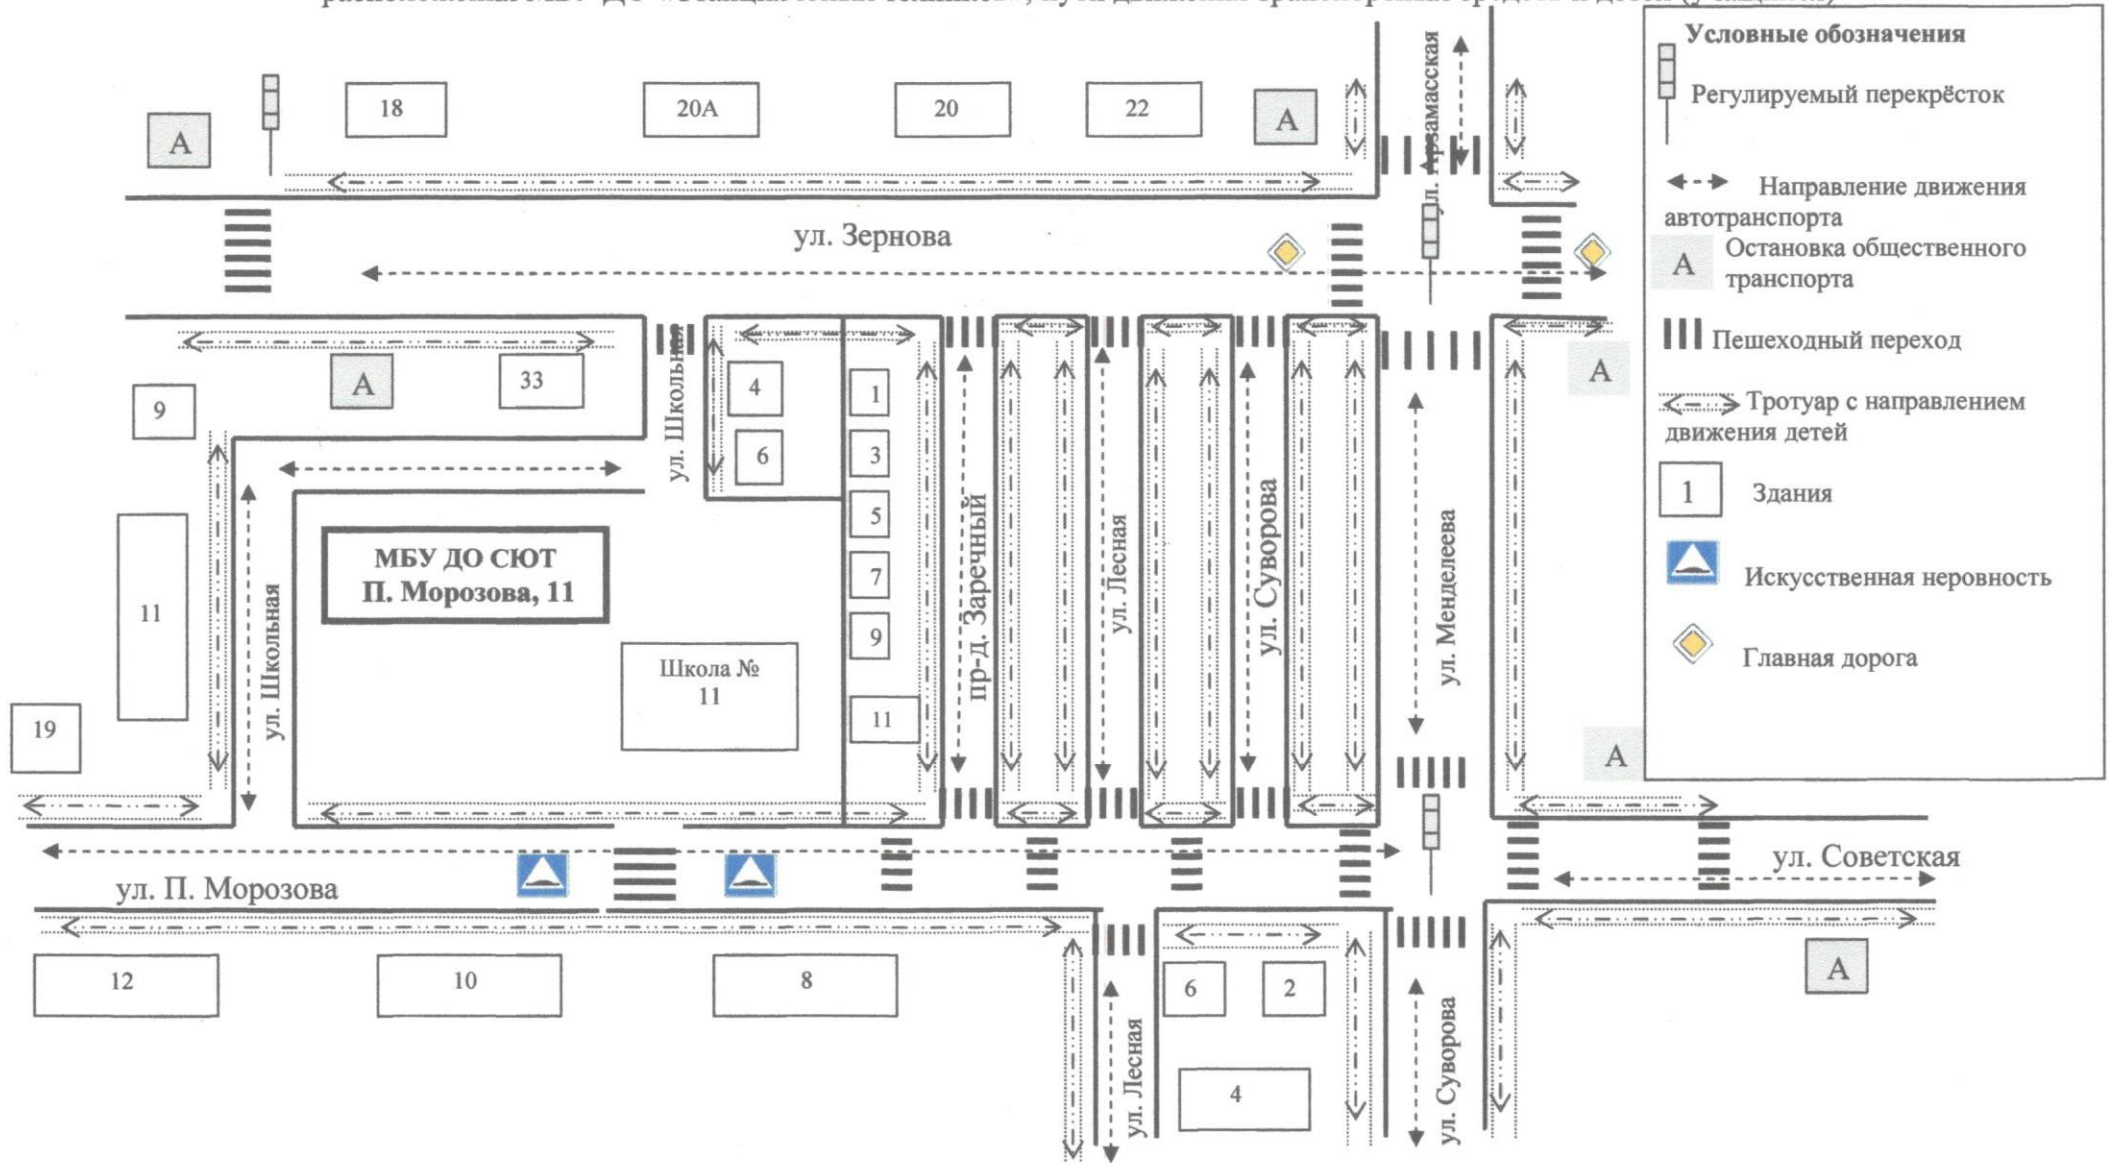 Условные обозначения
Регулируемый перекрёсток
Направление движения
автотранспорта
А
Остановка общественного
транспорта
Пешеходный переход
Тротуар с направлением
движения детей
1
Здания
Искусственная неровность
Главная дорога
А
18
20А
20
22
А
ул. Арзамасская
ул. Зернова
А
33
9
ул. Школьная
4
6
1
3
5
7
9
11
А
МБУ ДО СЮТ
П. Морозова, 11
Школа №
11
11
19
ул. Школьная
пр-д. Заречный
ул. Лесная
ул. Суворова
ул. Менделеева
А
ул. П. Морозова
ул. Советская
12
10
8
6
2
4
А
ул. Лесная
ул. Суворова